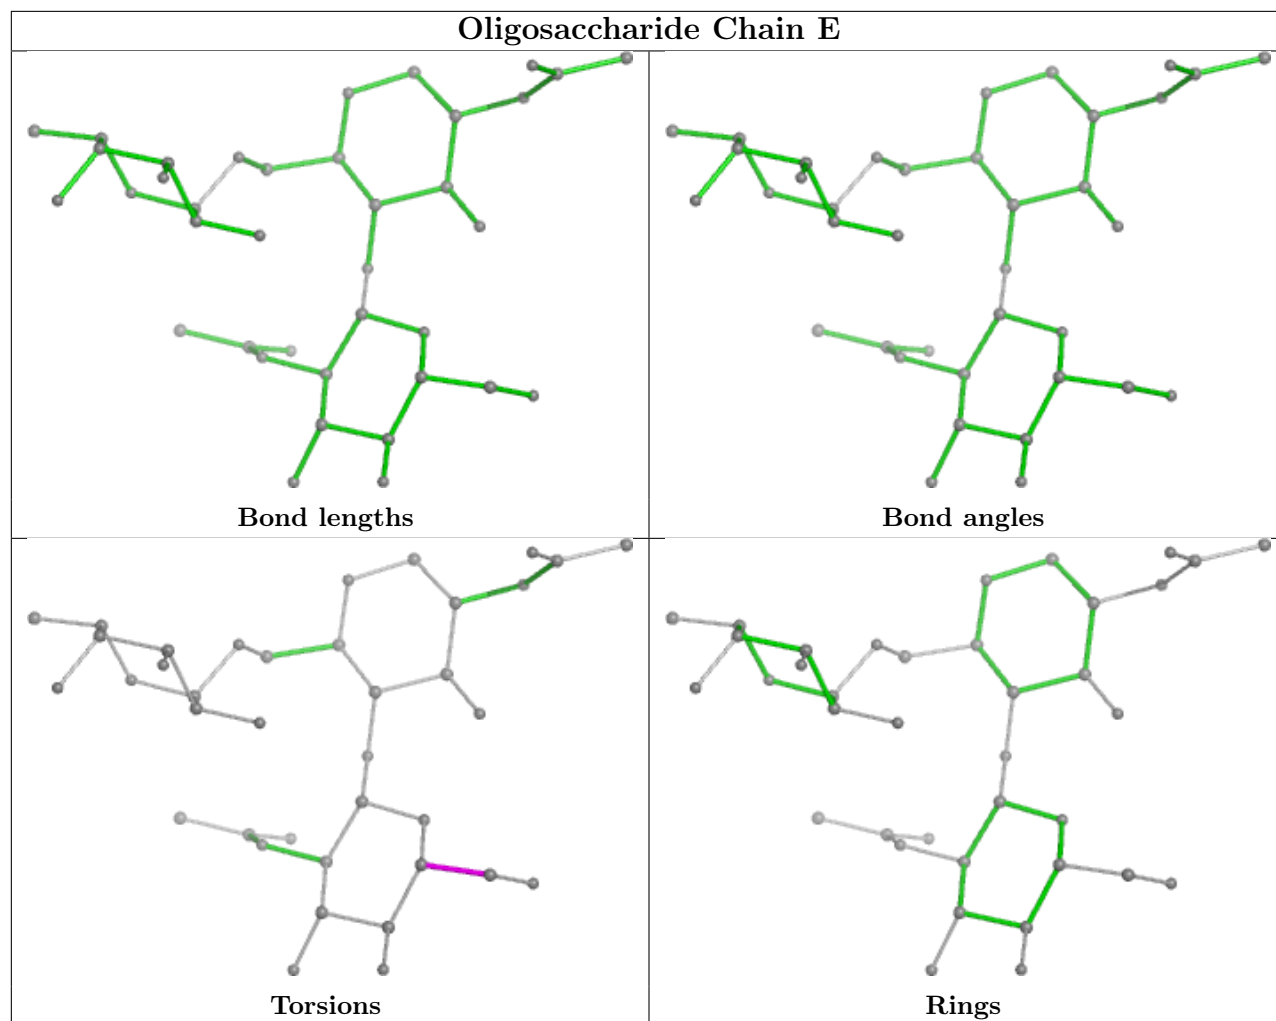 Oligosaccharide Chain E
Bond lengths
Bond angles
Torsions
Rings